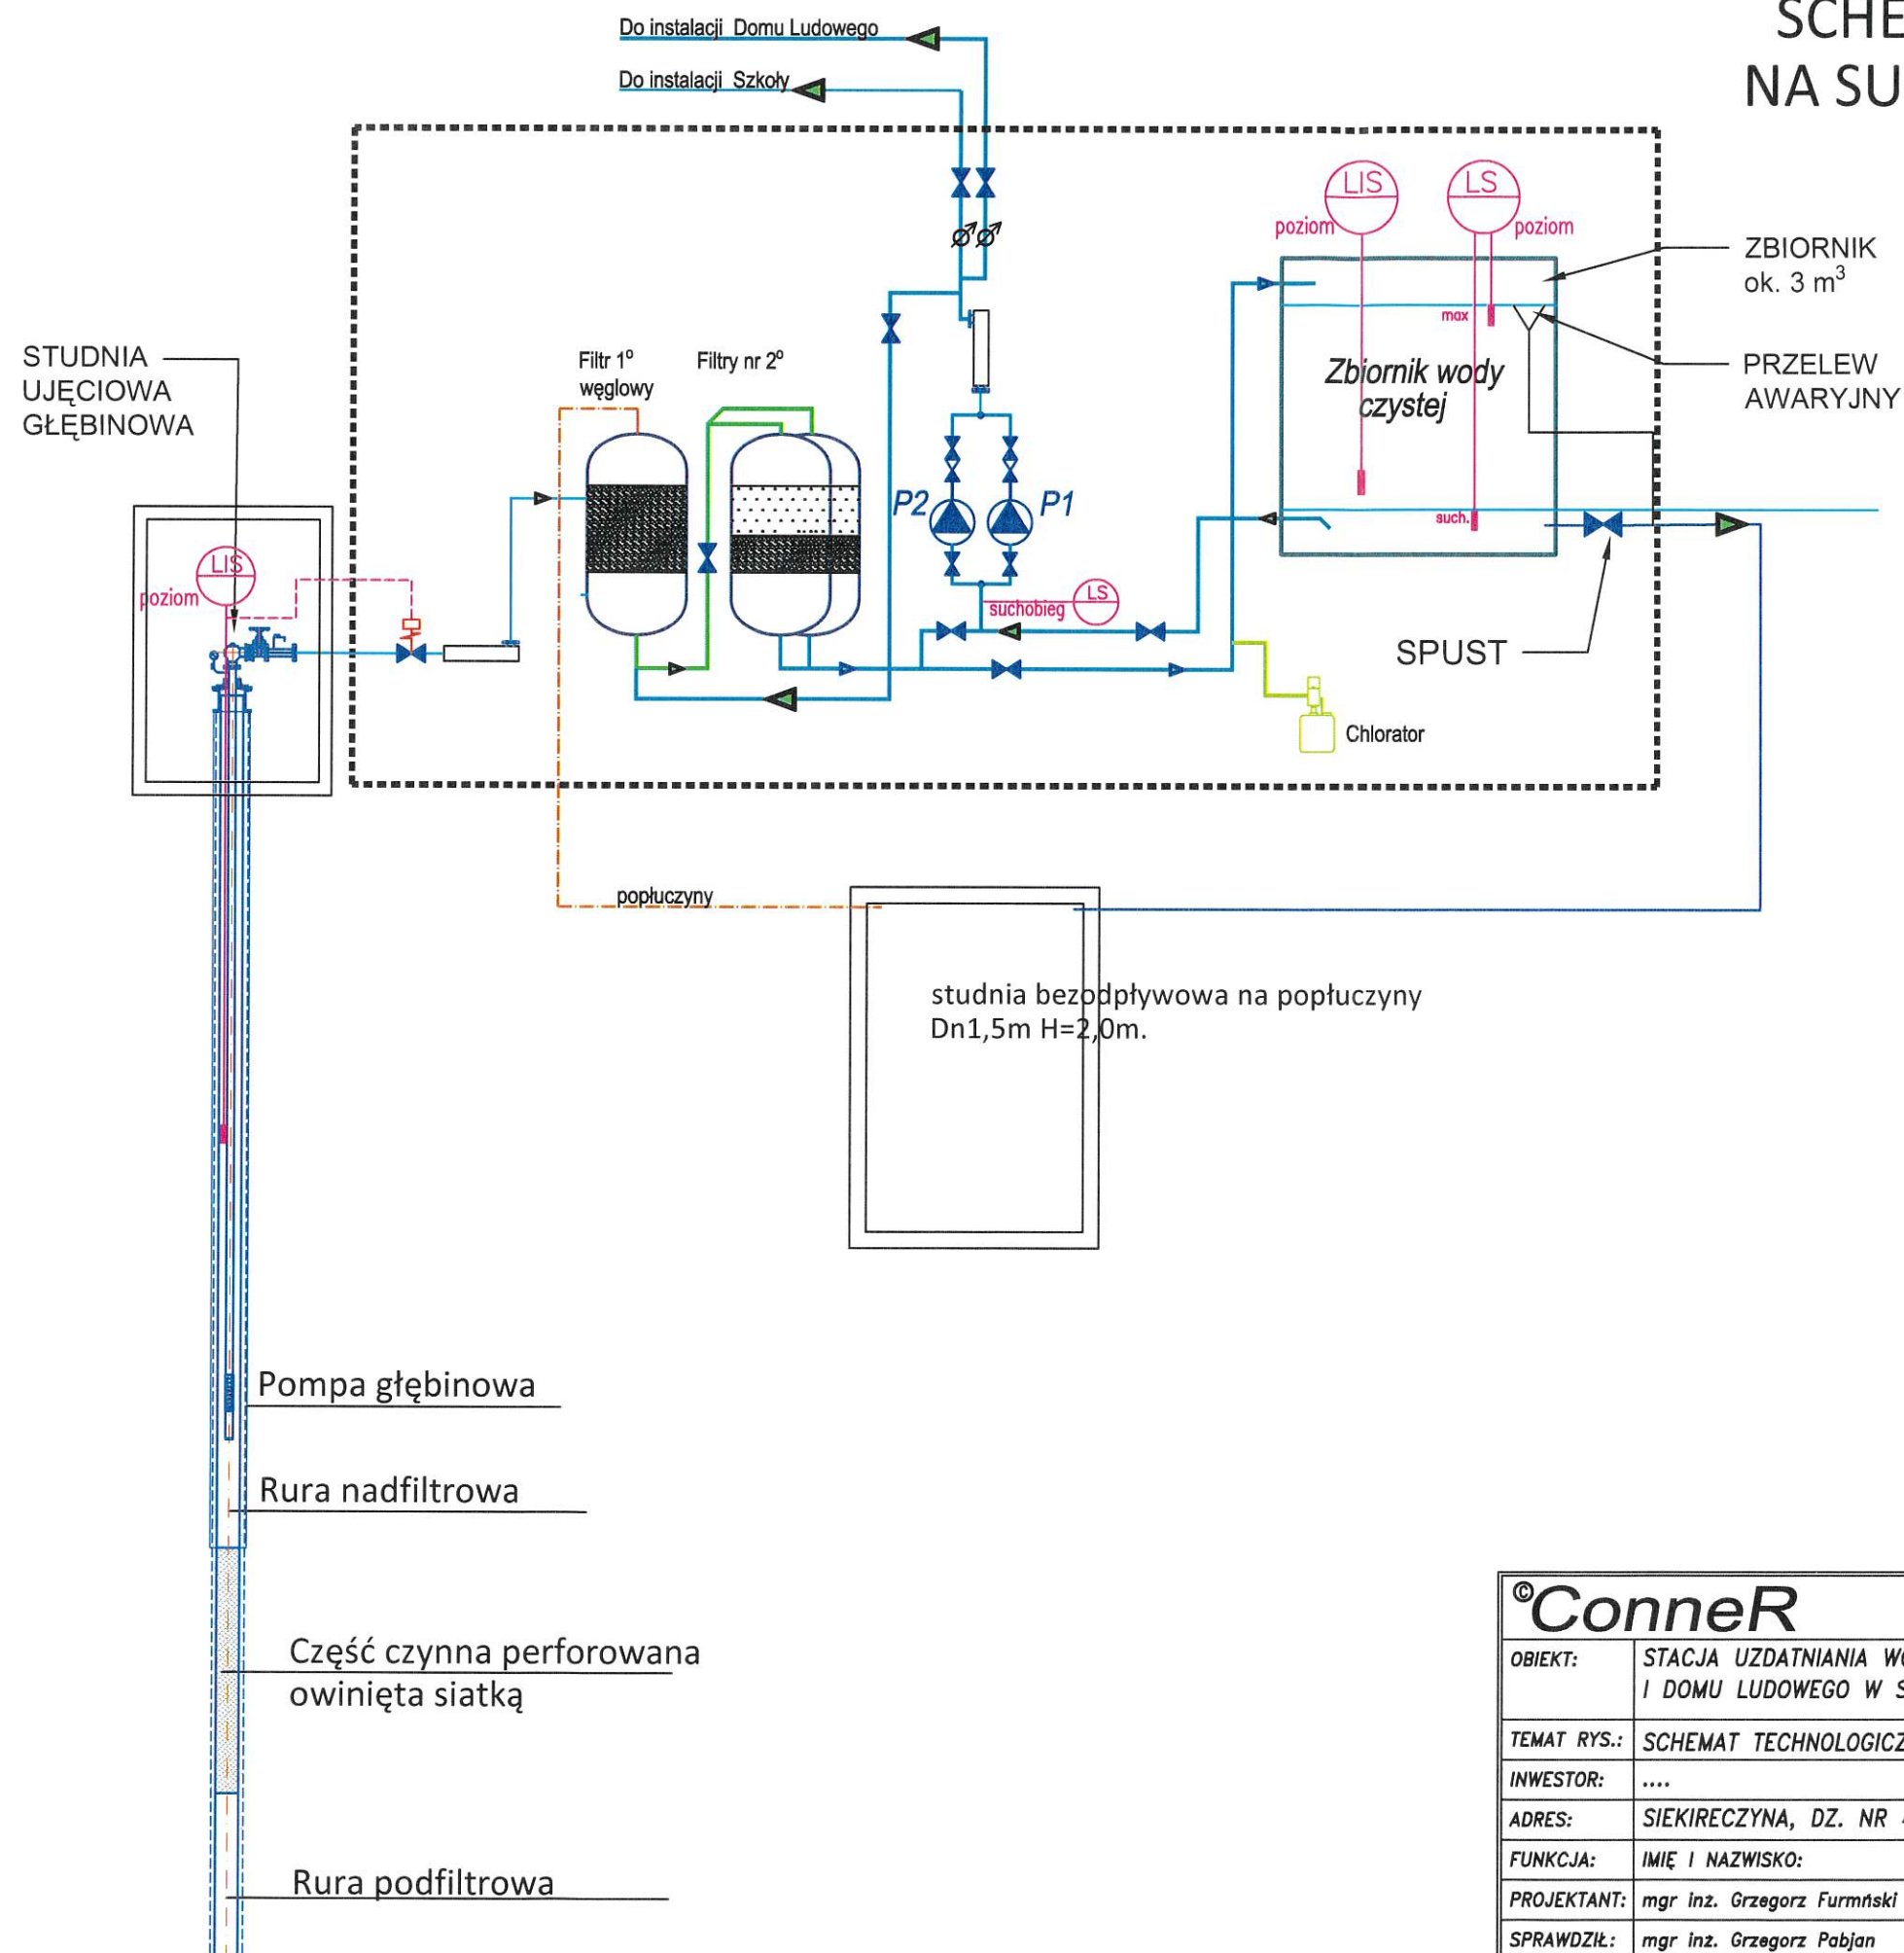 SCHE
NA SU
Do instalacji Domu Ludowego
Do instalacji Szkoły
LIS
poziom
LS
poziom
ZBIORNIK
ok. 3 m³
max
PRZELEW
AWARYJNY
Zbiornik wody
czystej
such.
STUDNIA
UJĘCIOWA
GŁĘBINOWA
Filtr 1º
węglowy
Filtry nr 2º
P2
P1
LIS
poziom
suchobieg
LS
SPUST
Chlorator
popłuczyny
studnia bezodpływowa na popłuczyny
Dn1,5m H=2,0m.
Pompa głębinowa
Rura nadfiltrowa
Część czynna perforowana
owinięta siatką
Rura podfiltrowa
©ConneR
OBIEKT: STACJA UZDATNIANIA W
I DOMU LUDOWEGO W S
TEMAT RYS.: SCHEMAT TECHNOLOGICZ
INWESTOR: ....
ADRES: SIEKIRECZYNA, DZ. NR
FUNKCJA: IMIĘ I NAZWISKO:
PROJEKTANT: mgr inż. Grzegorz Furmński
SPRAWDZIŁ: mgr inż. Grzegorz Pabjan